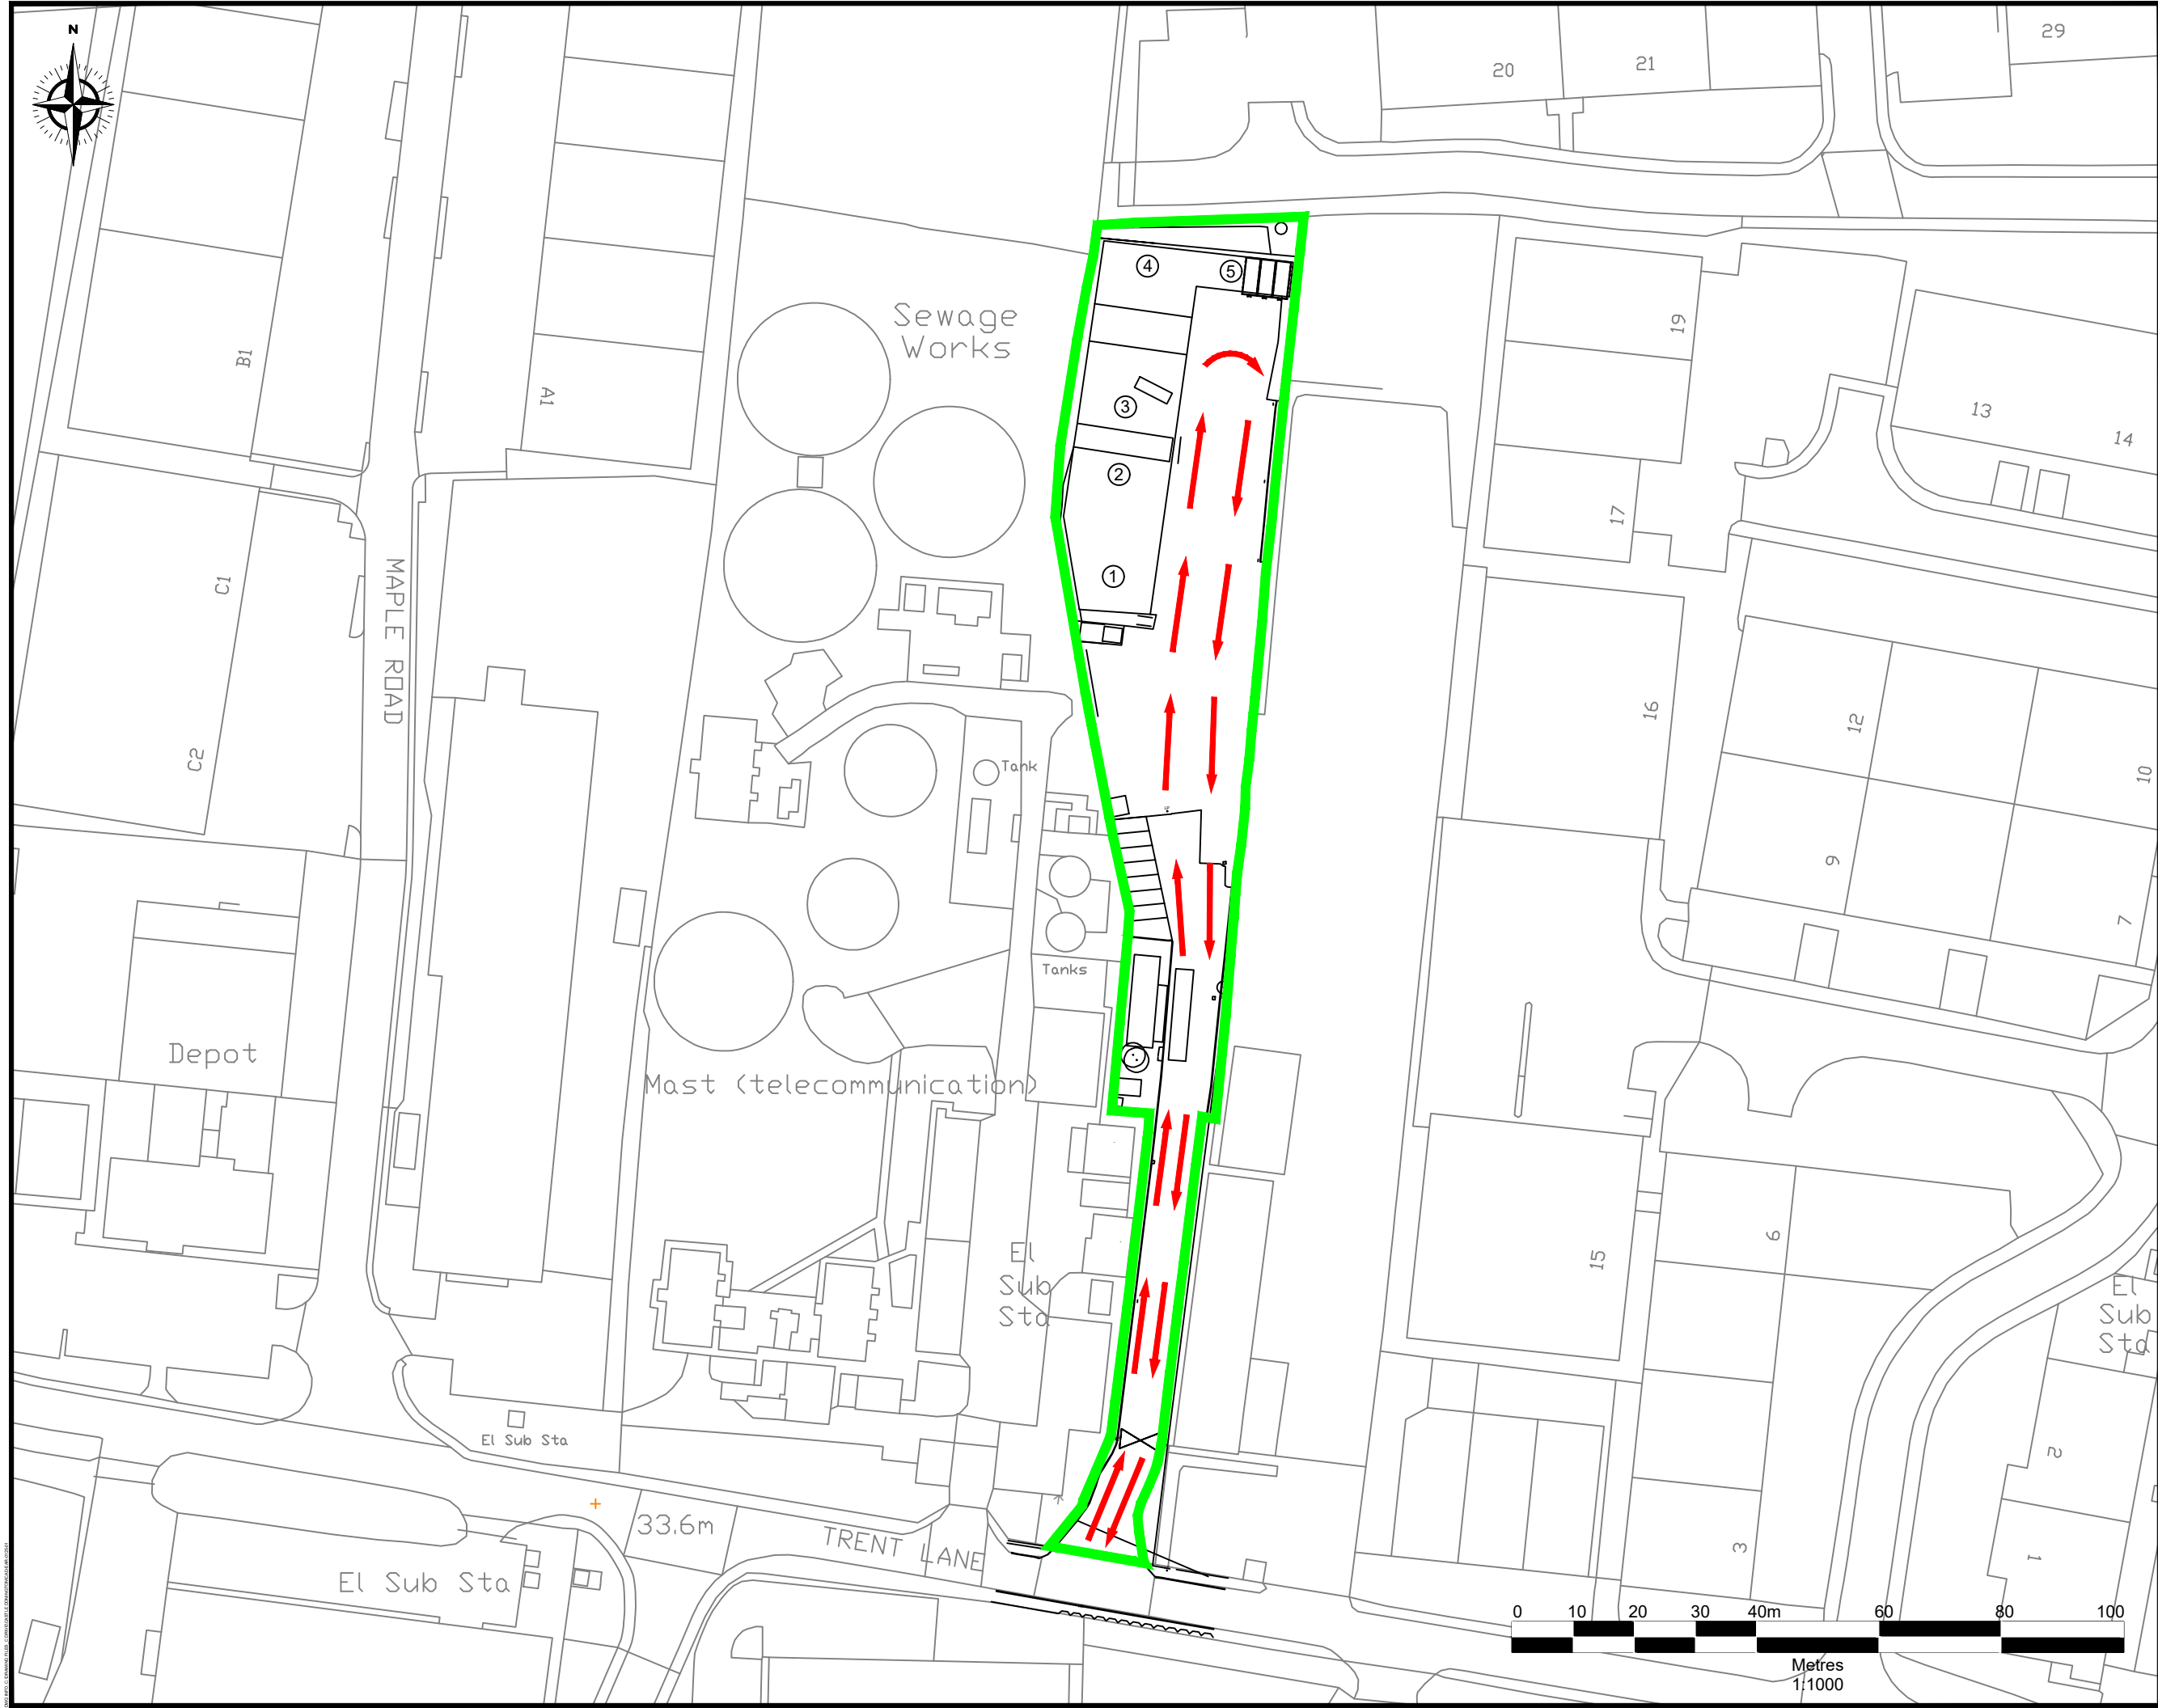 N
29
20
21
Sewage
Works
4
5
B1
A1
19
3
13
14
2
17
C1
MAPLE ROAD
1
16
12
C2
Tank
10
9
7
Tanks
Depot
Mast (telecommunication)
El
Sub
Sta
15
6
El
Sub
Sta
El Sub Sta
2
33.6m
TRENT LANE
3
1
El Sub Sta
0 10 20 30 40m 60 80 100
Metres
1:1000